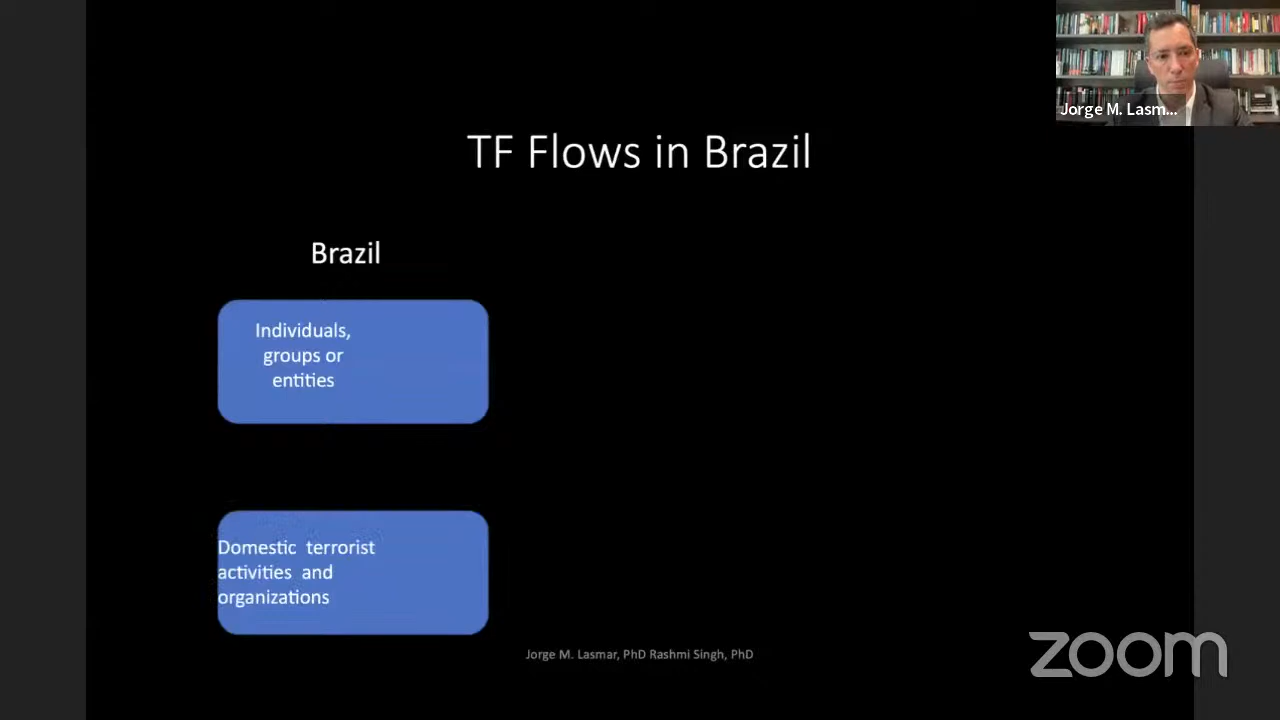 Jorge M. Lasm...
TF Flows in Brazil
Brazil
Individuals,
groups or
entities
Domestic terrorist
activities and
organizations
Jorge M. Lasmar, PhD Rashmi Singh, PhD
zoom